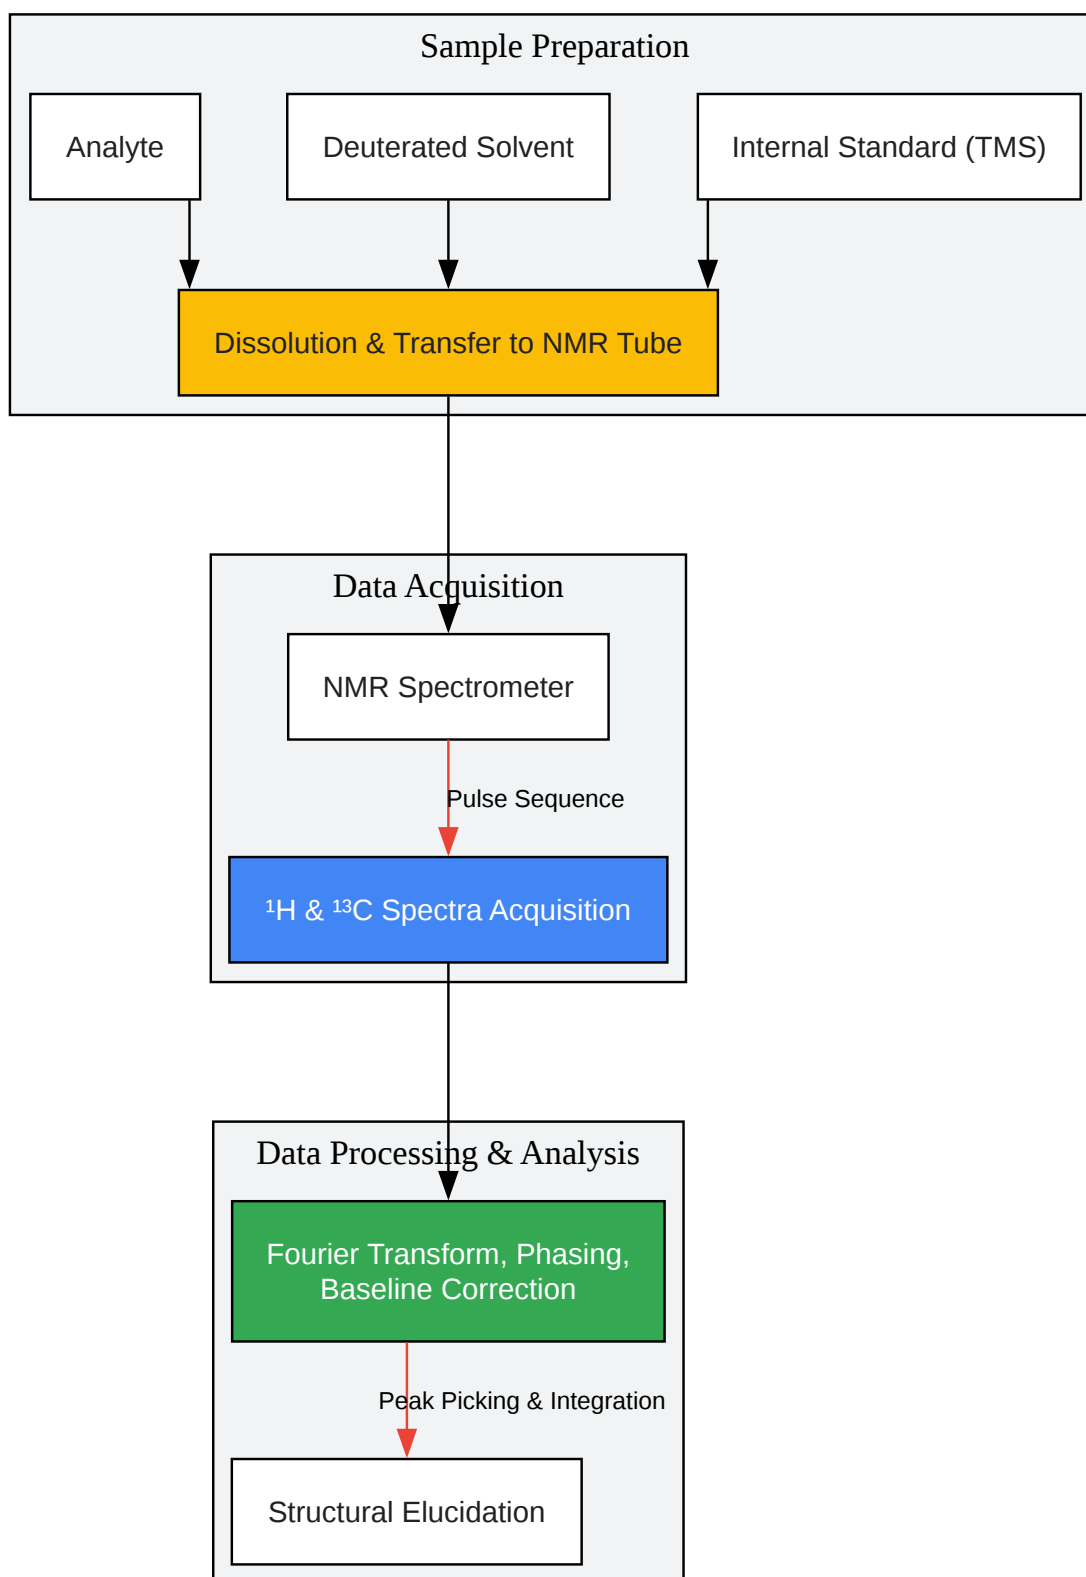 Sample Preparation
Analyte
Deuterated Solvent
Internal Standard (TMS)
Dissolution & Transfer to NMR Tube
Data Acquisition
NMR Spectrometer
Pulse Sequence
¹H & ¹³C Spectra Acquisition
Data Processing & Analysis
Fourier Transform, Phasing,
Baseline Correction
Peak Picking & Integration
Structural Elucidation